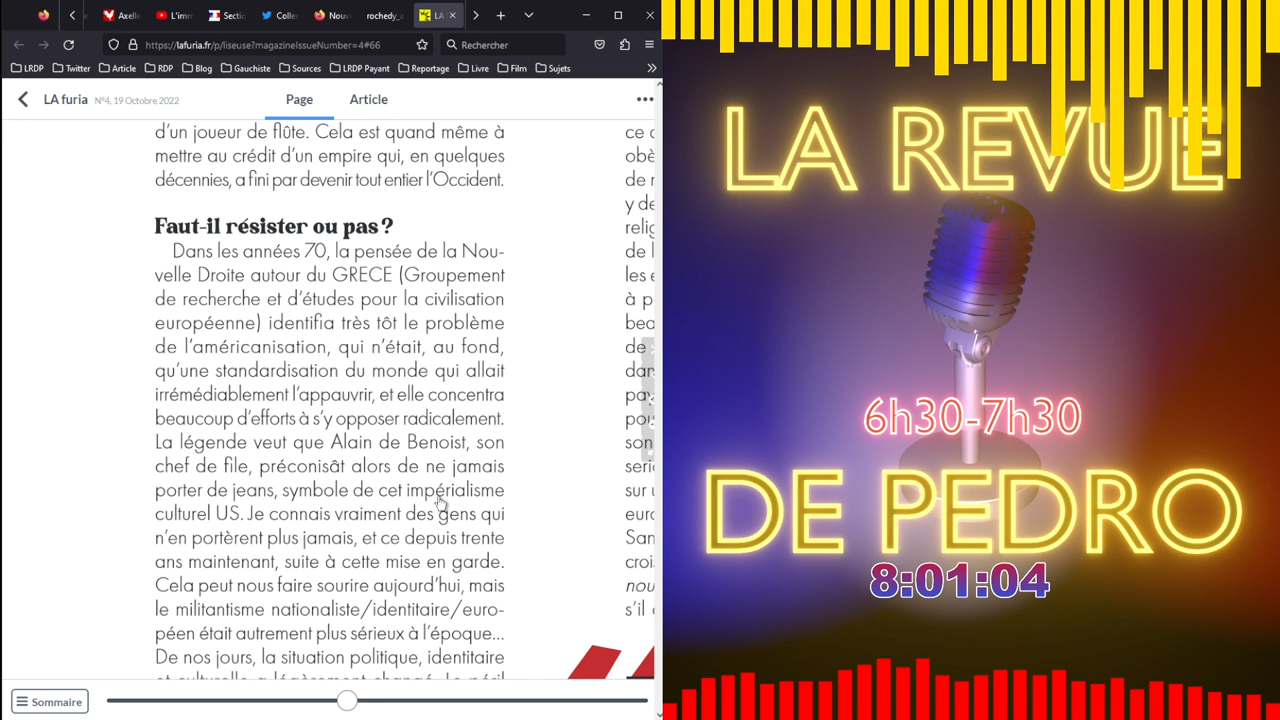 Axelle
L'imm
Sectio
Collec
Nouv
rochedy_a
LA
https://lafuria.fr/p/liseuse?magazineIssueNumber=4#66
Rechercher
LRDP
Twitter
Article
RDP
Blog
Gauchiste
Sources
LRDP Payant
Reportage
Livre
Film
Sujets
LA furia N°4, 19 Octobre 2022
Page
Article
d'un joueur de flûte. Cela est quand même à
mettre au crédit d'un empire qui, en quelques
décennies, a fini par devenir tout entier l'Occident.
Faut-il résister ou pas ?
Dans les années 70, la pensée de la Nou-
velle Droite autour du GRECE (Groupement
de recherche et d'études pour la civilisation
européenne) identifia très tôt le problème
de l'américanisation, qui n'était, au fond,
qu'une standardisation du monde qui allait
irrémédiablement l'appauvrir, et elle concentra
beaucoup d'efforts à s'y opposer radicalement.
La légende veut que Alain de Benoist, son
chef de file, préconisât alors de ne jamais
porter de jeans, symbole de cet impérialisme
culturel US. Je connais vraiment des gens qui
n'en portèrent plus jamais, et ce depuis trente
ans maintenant, suite à cette mise en garde.
Cela peut nous faire sourire aujourd'hui, mais
le militantisme nationaliste/identitaire/euro-
péen était autrement plus sérieux à l'époque...
De nos jours, la situation politique, identitaire
Sommaire
LA REVUE
6h30-7h30
DE PEDRO
8:01:04